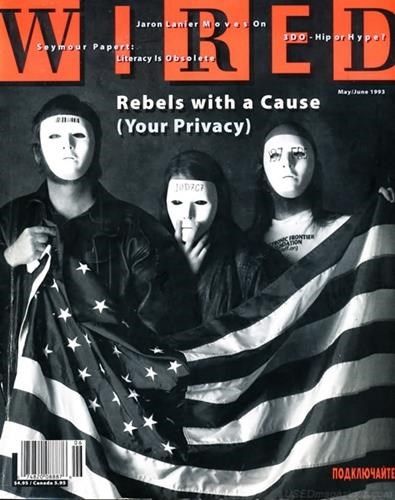 WIRED
Jaron Lanier Moves On
3DO - Hip or Hype?
Seymour Papert:
Literacy Is Obsolete
May/June 1993
Rebels with a Cause
(Your Privacy)
FOUNDATION
$4.95 / Canada 5.95
ПОДКЛЮЧАЙТЕ